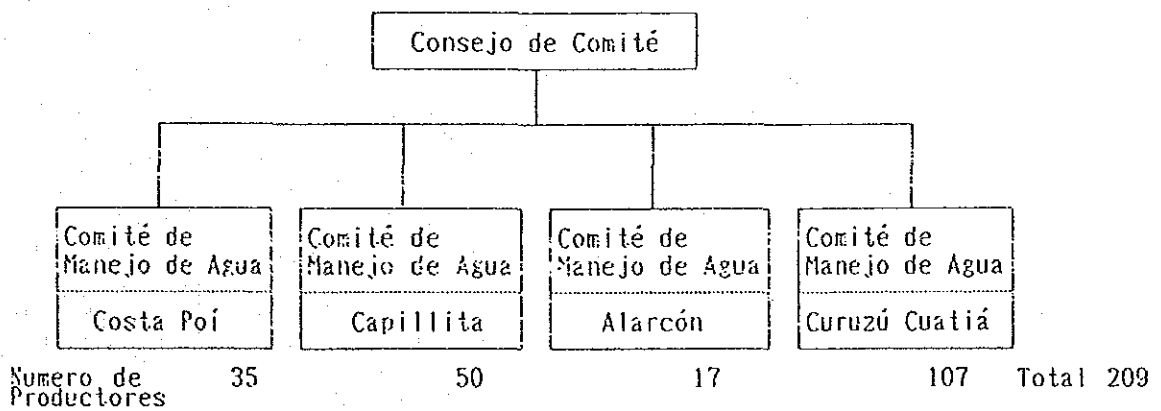 Consejo de Comité
Comité de
Manejo de Agua
Costa Poí
Comité de
Manejo de Agua
Capillita
Comité de
Manejo de Agua
Alarcón
Comité de
Manejo de Agua
Curuzú Cuatiá
Numero de
Productores
35 50 17 107 Total 209